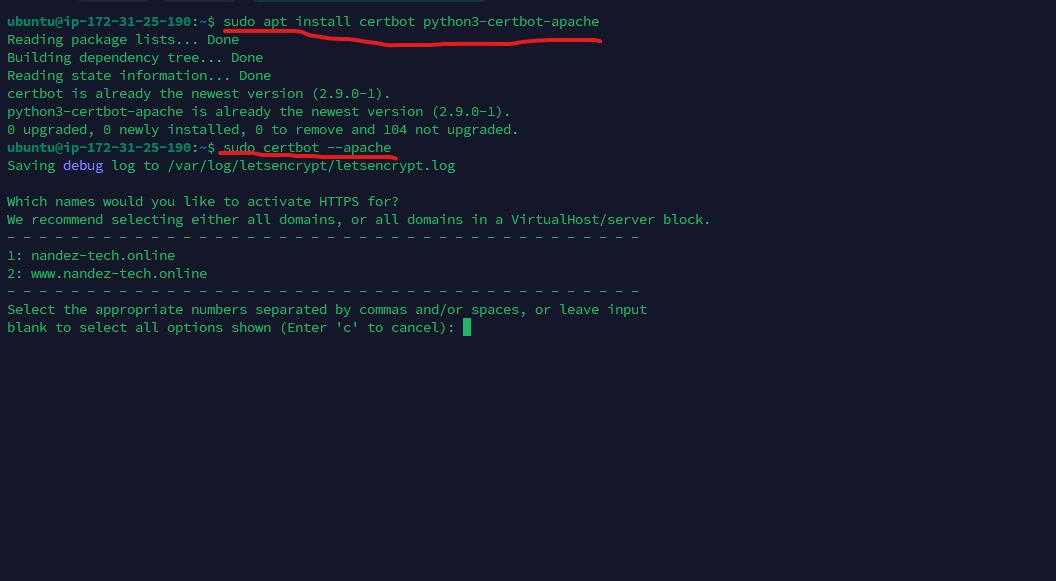 ubuntu@ip-172-31-25-190:~$ sudo apt install certbot python3-certbot-apache
Reading package lists... Done
Building dependency tree... Done
Reading state information... Done
certbot is already the newest version (2.9.0-1).
python3-certbot-apache is already the newest version (2.9.0-1).
0 upgraded, 0 newly installed, 0 to remove and 104 not upgraded.
ubuntu@ip-172-31-25-190:~$ sudo certbot --apache
Saving debug log to /var/log/letsencrypt/letsencrypt.log
Which names would you like to activate HTTPS for?
We recommend selecting either all domains, or all domains in a VirtualHost/server block.
- - - - - - - - - - - - - - - - - - - - - - - - - - - - - - - - - - - - - - - -
1: nandez-tech.online
2: www.nandez-tech.online
- - - - - - - - - - - - - - - - - - - - - - - - - - - - - - - - - - - - - - - -
Select the appropriate numbers separated by commas and/or spaces, or leave input
blank to select all options shown (Enter 'c' to cancel):